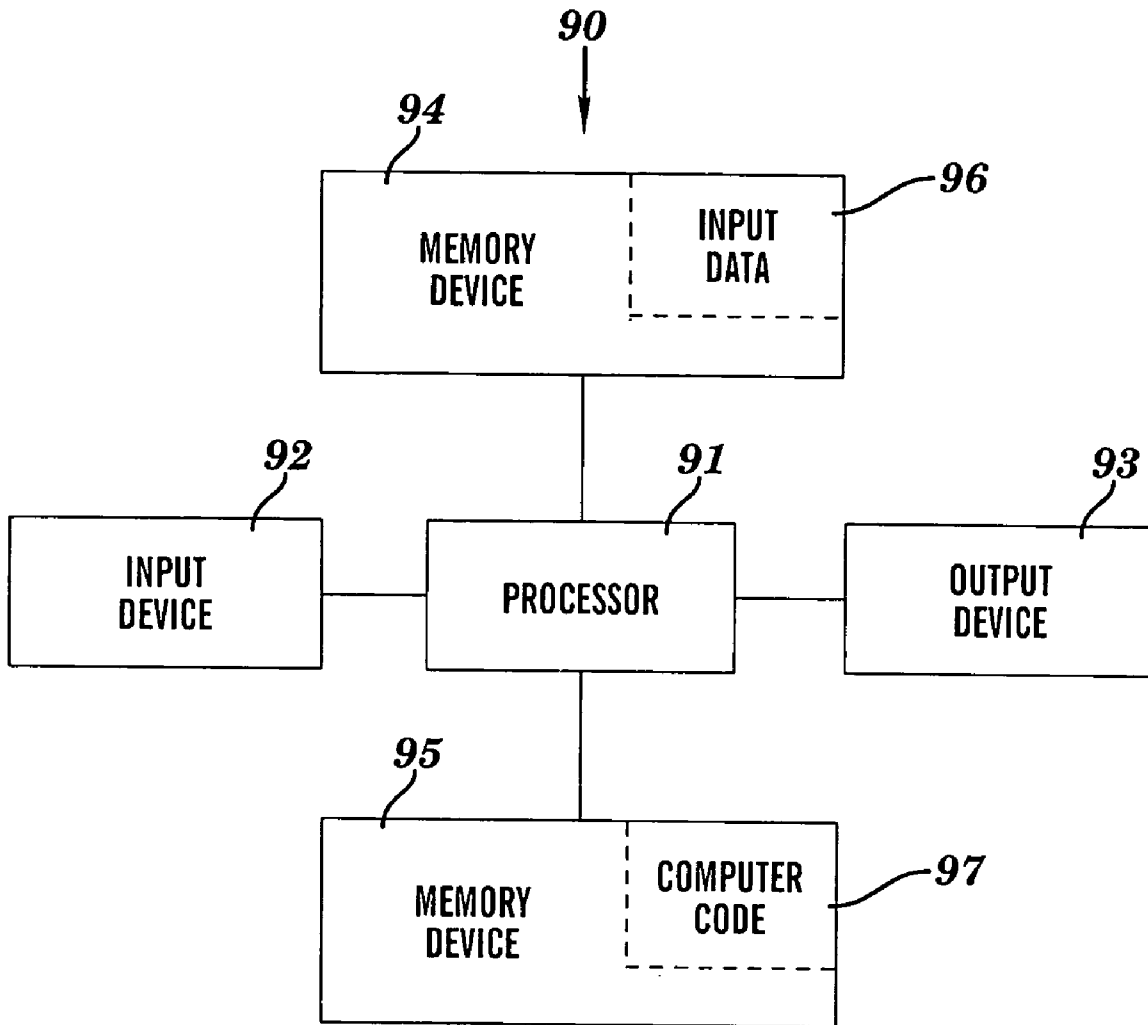 90
94
96
MEMORY
DEVICE
INPUT
DATA
92
91
93
INPUT
DEVICE
PROCESSOR
OUTPUT
DEVICE
95
97
MEMORY
DEVICE
COMPUTER
CODE